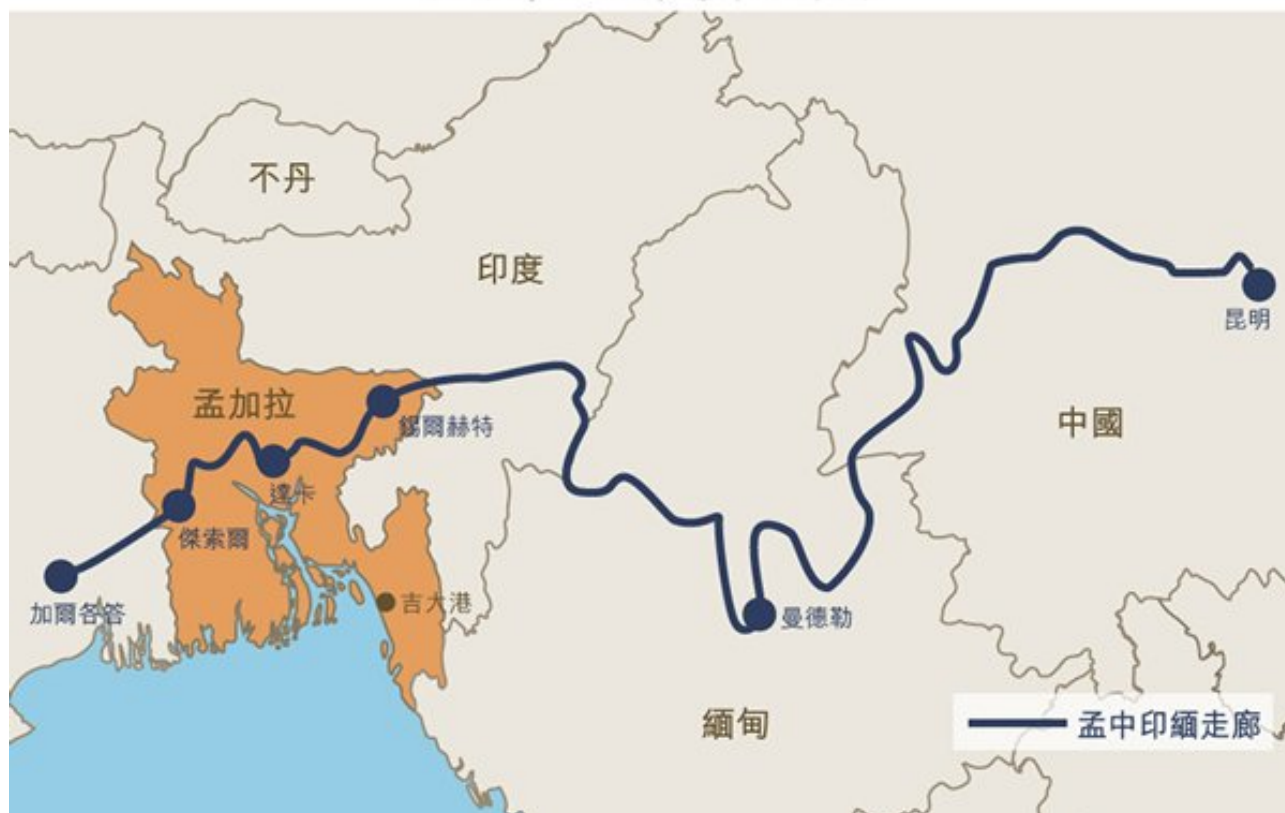 不丹
印度
昆明
孟加拉
錫爾赫特
中國
達卡
傑索爾
加爾各答
吉大港
曼德勒
緬甸
孟中印緬走廊